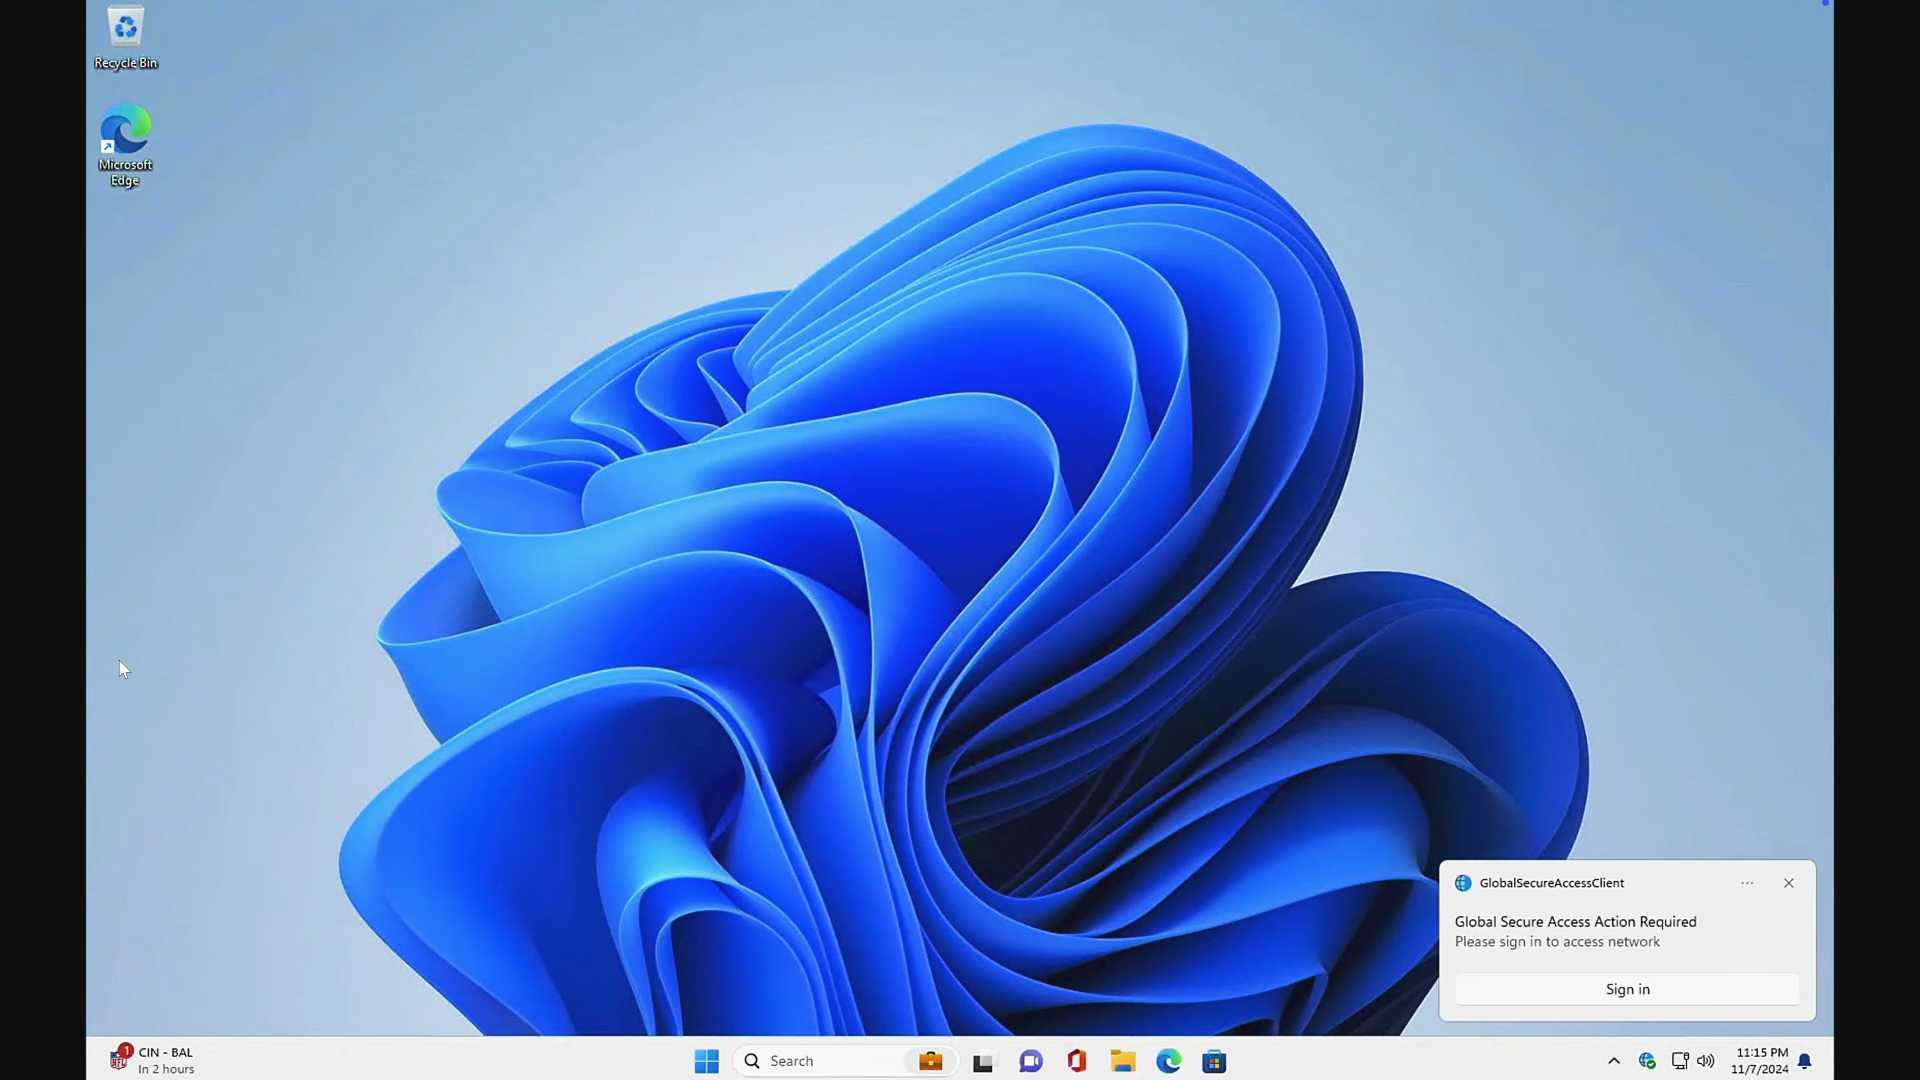 Recycle Bin
Microsoft
Edge
GlobalSecureAccessClient
Global Secure Access Action Required
Please sign in to access network
Sign in
1
CIN - BAL
In 2 hours
Search
11:15 PM
11/7/2024